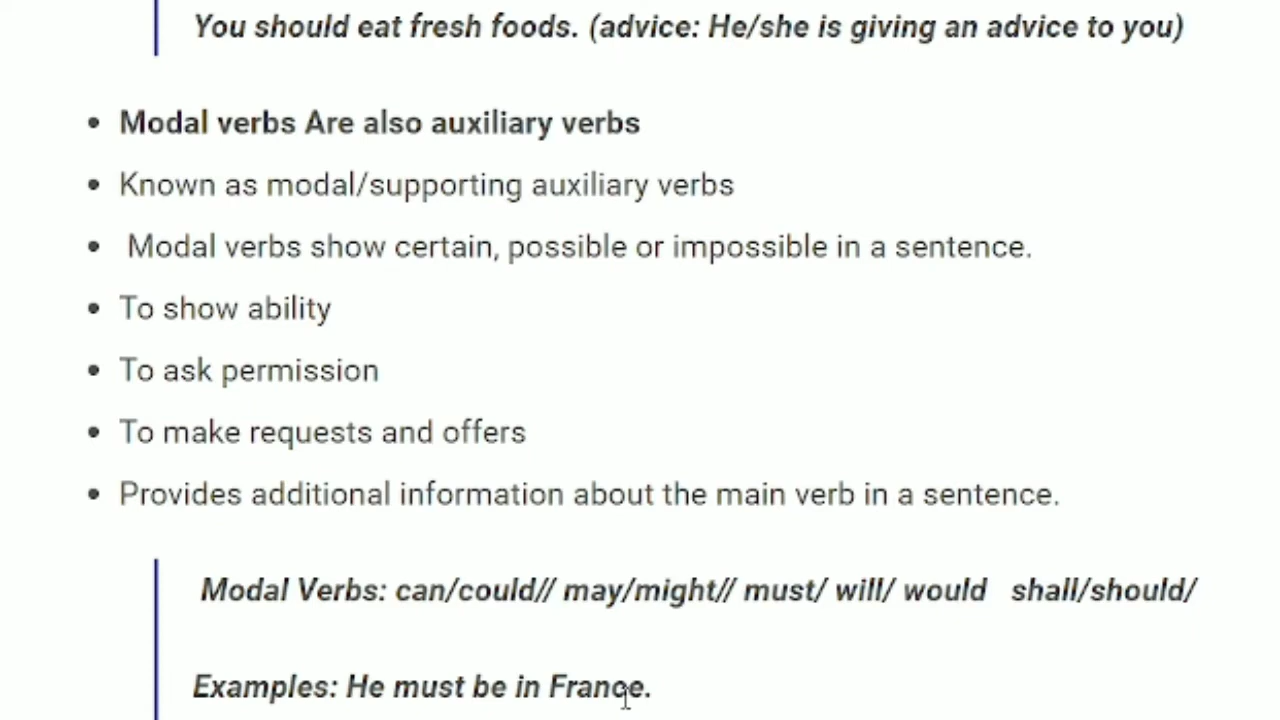 You should eat fresh foods. (advice: He/she is giving an advice to you)
• Modal verbs Are also auxiliary verbs
• Known as modal/supporting auxiliary verbs
• Modal verbs show certain, possible or impossible in a sentence.
• To show ability
• To ask permission
• To make requests and offers
• Provides additional information about the main verb in a sentence.
Modal Verbs: can/could// may/might// must/ will/ would shall/should/
Examples: He must be in France.